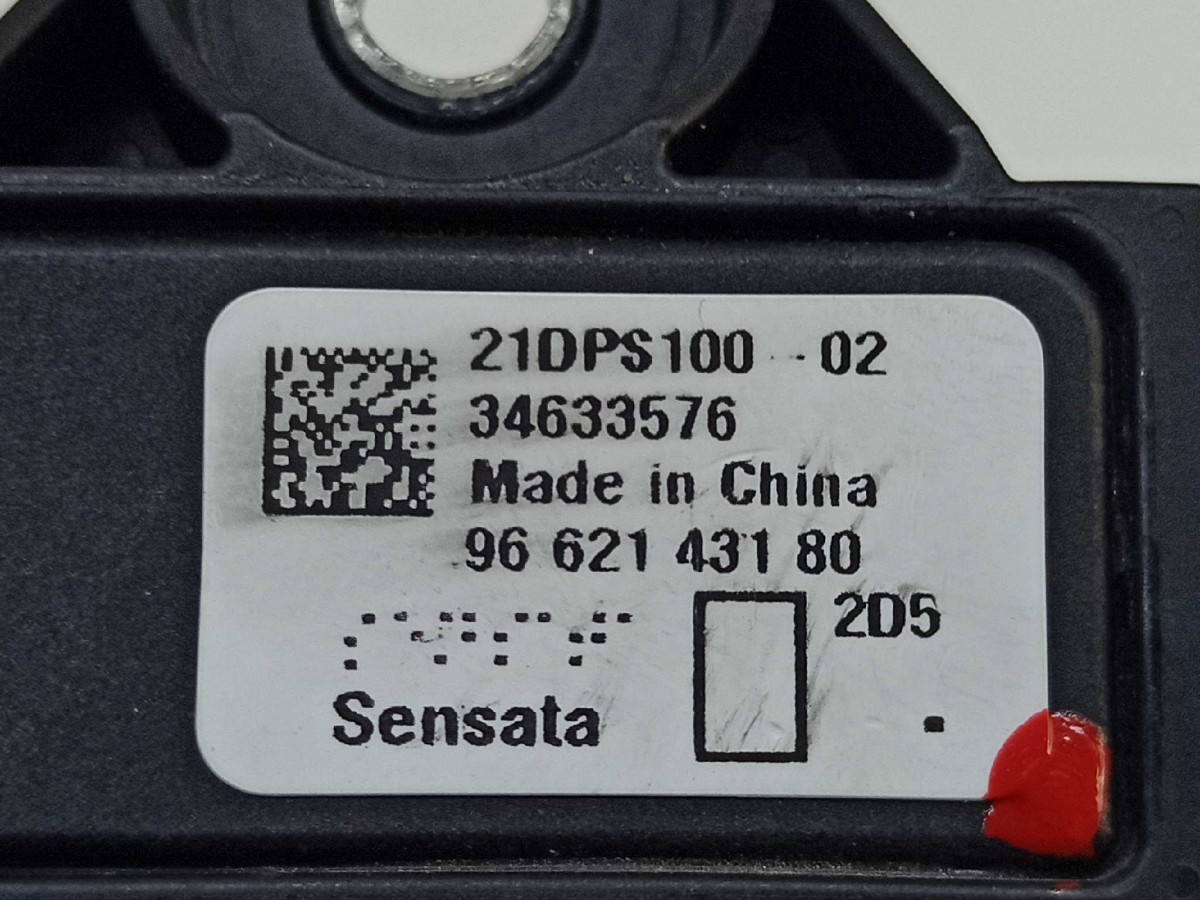 21DPS100 - 02
34633576
Made in China
96 621 431 80
2D5
Sensata